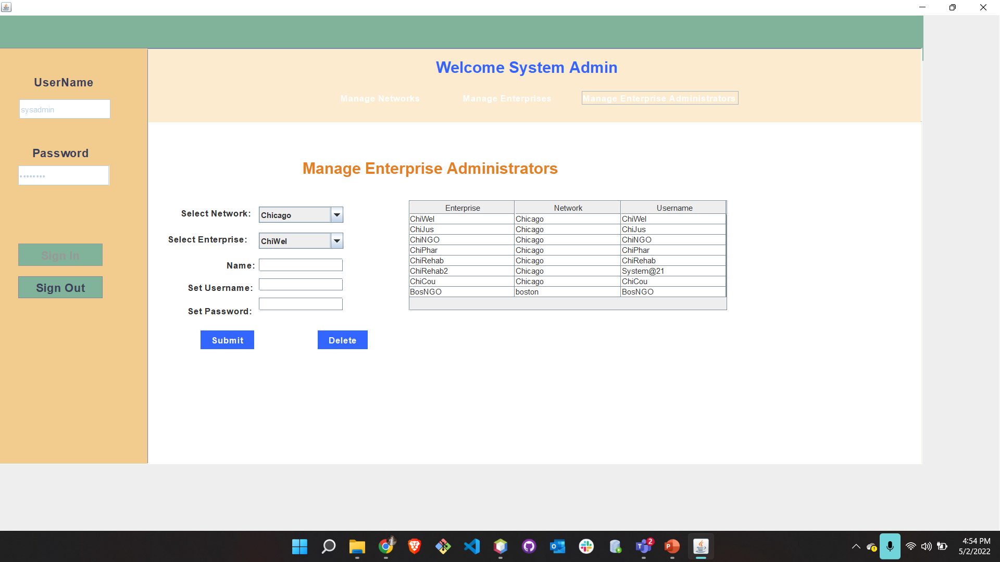 Welcome System Admin
Manage Networks Manage Enterprises Manage Enterprise Administrators
UserName
sysadmin
Password
Sign In
Sign Out
Manage Enterprise Administrators
Select Network: Chicago
Select Enterprise: ChiWel
Name:
Set Username:
Set Password:
Submit Delete
Enterprise Network Username
ChiWel Chicago ChiWel
ChiJus Chicago ChiJus
ChiNGO Chicago ChiNGO
ChiPhar Chicago ChiPhar
ChiRehab Chicago ChiRehab
ChiRehab2 Chicago System@21
ChiCou Chicago ChiCou
BosNGO boston BosNGO
2
4:54 PM
5/2/2022